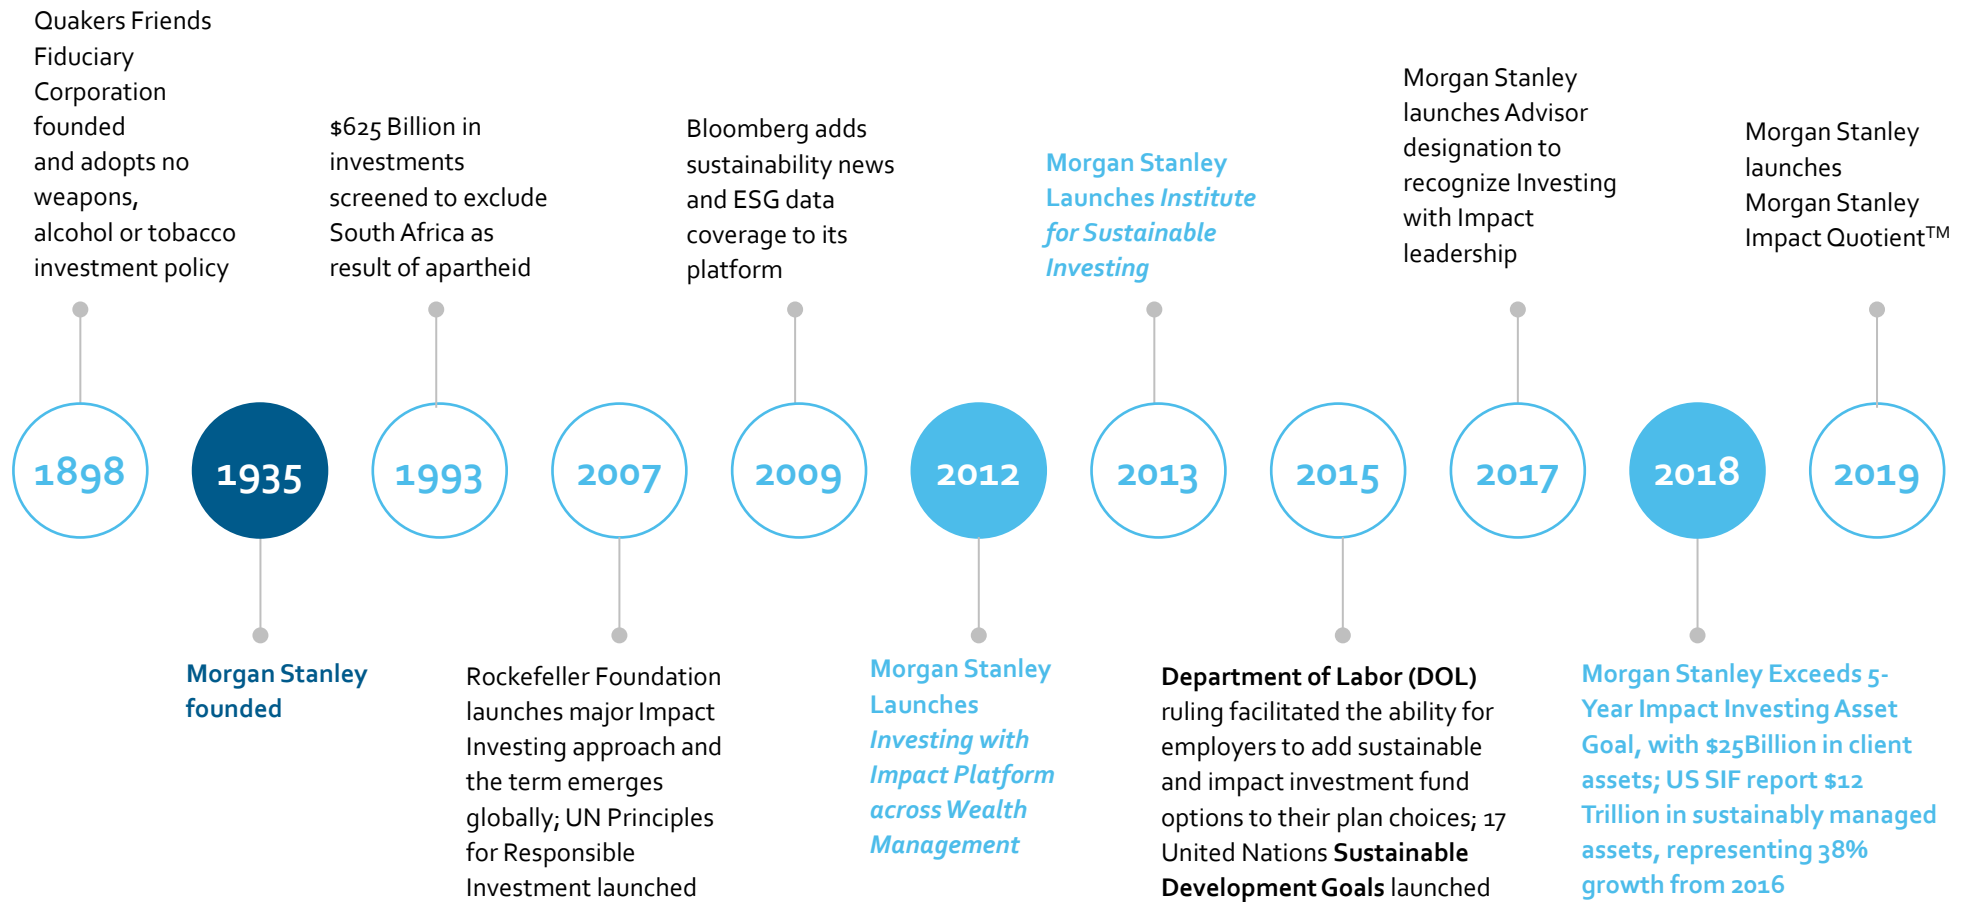 Quakers Friends
Fiduciary
Corporation
founded
and adopts no
weapons,
alcohol or tobacco
investment policy
$625 Billion in
investments
screened to exclude
South Africa as
result of apartheid
Bloomberg adds
sustainability news
and ESG data
coverage to its
platform
Morgan Stanley
Launches Institute
for Sustainable
Investing
Morgan Stanley
launches Advisor
designation to
recognize Investing
with Impact
leadership
Morgan Stanley
launches
Morgan Stanley
Impact Quotient™
1898
1935
1993
2007
2009
2012
2013
2015
2017
2018
2019
Morgan Stanley
founded
Rockefeller Foundation
launches major Impact
Investing approach and
the term emerges
globally; UN Principles
for Responsible
Investment launched
Morgan Stanley
Launches
Investing with
Impact Platform
across Wealth
Management
Department of Labor (DOL)
ruling facilitated the ability for
employers to add sustainable
and impact investment fund
options to their plan choices; 17
United Nations Sustainable
Development Goals launched
Morgan Stanley Exceeds 5-
Year Impact Investing Asset
Goal, with $25Billion in client
assets; US SIF report $12
Trillion in sustainably managed
assets, representing 38%
growth from 2016